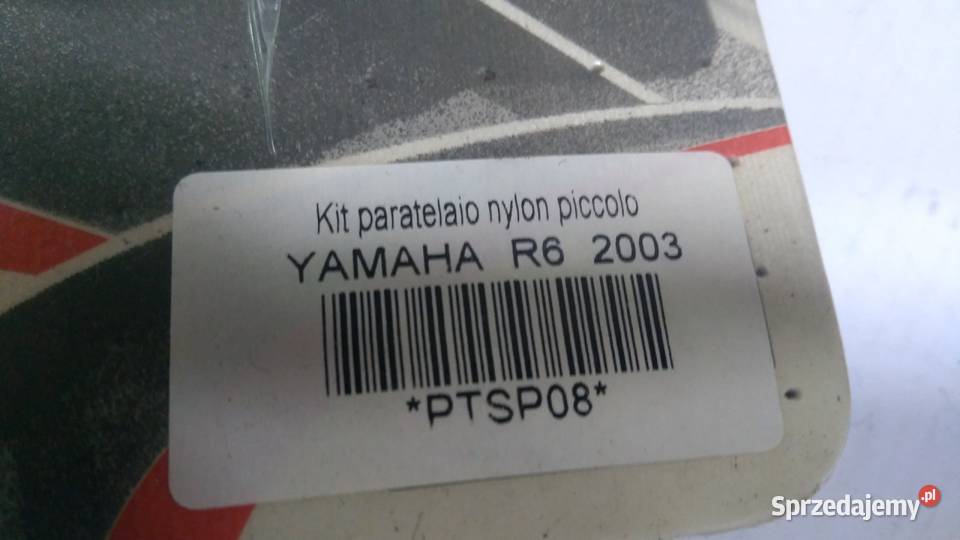 Kit paratelaio nylon piccolo
YAMAHA R6 2003
*PTSP08*
Sprzedajemy.pl